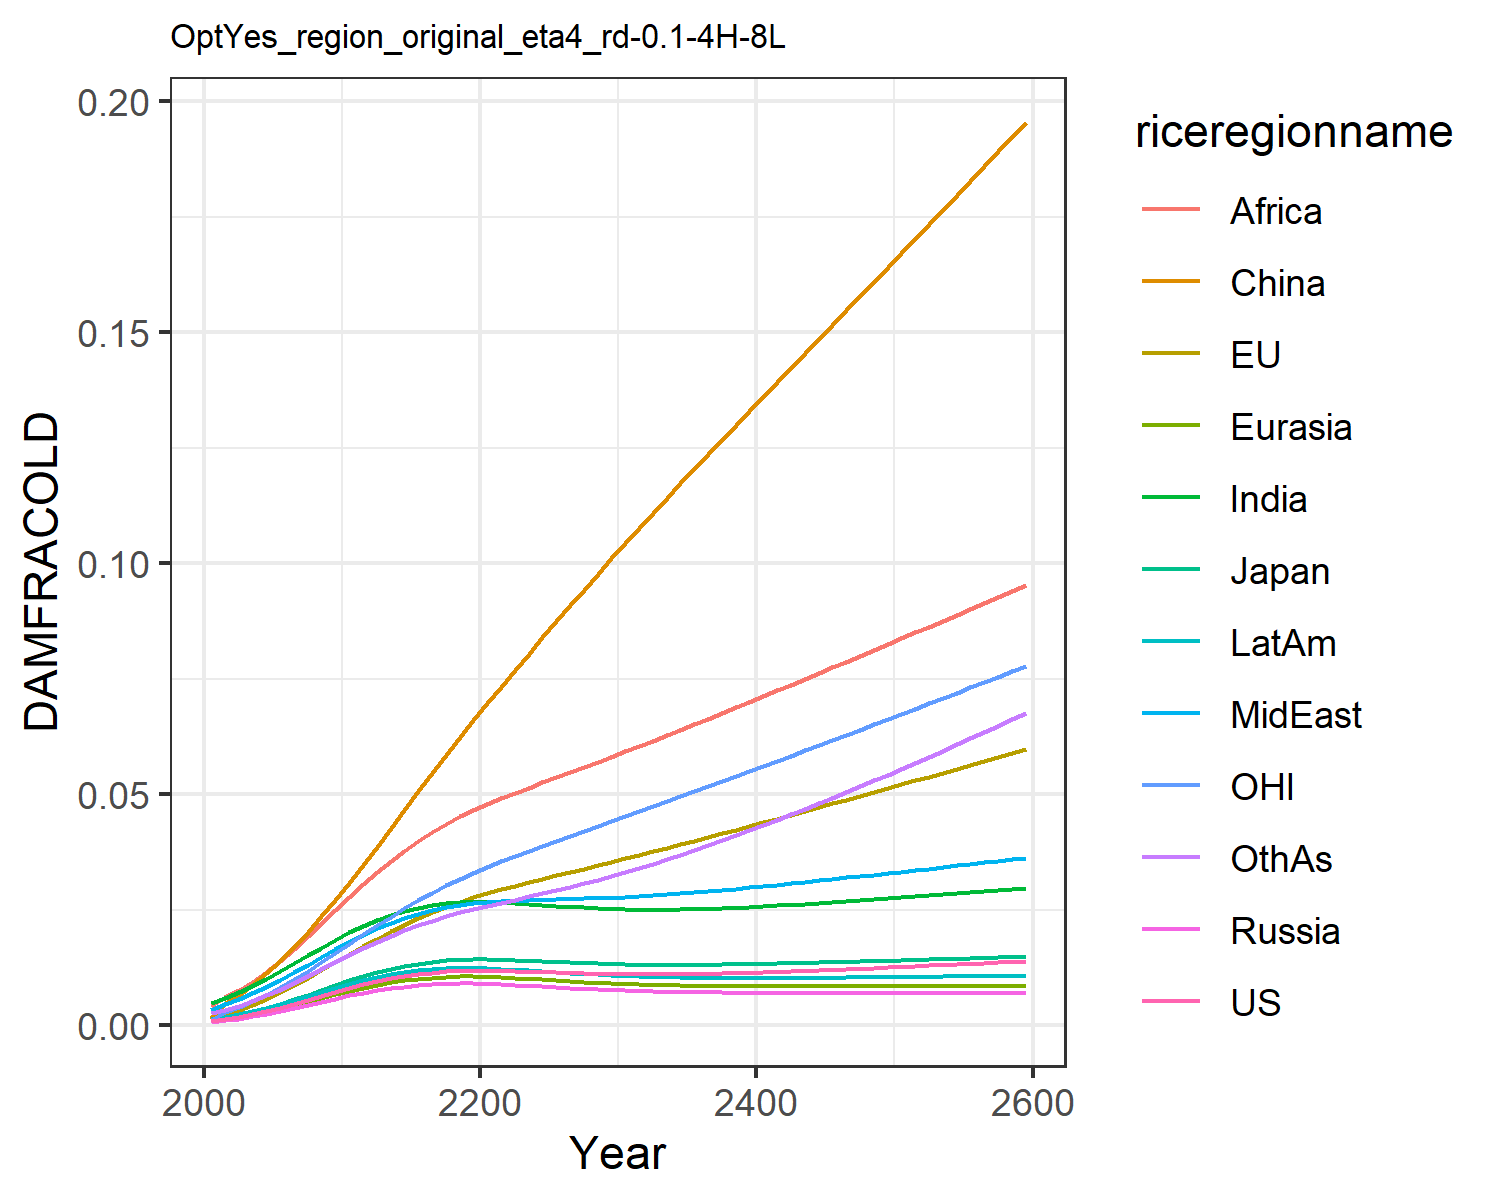 OptYes_region_original_eta4_rd-0.1-4H-8L
0.20
0.15
0.10
0.05
0.00
DAMFRACOLD
2000
2200
2400
2600
Year
riceregionname
Africa
China
EU
Eurasia
India
Japan
LatAm
MidEast
OHI
OthAs
Russia
US